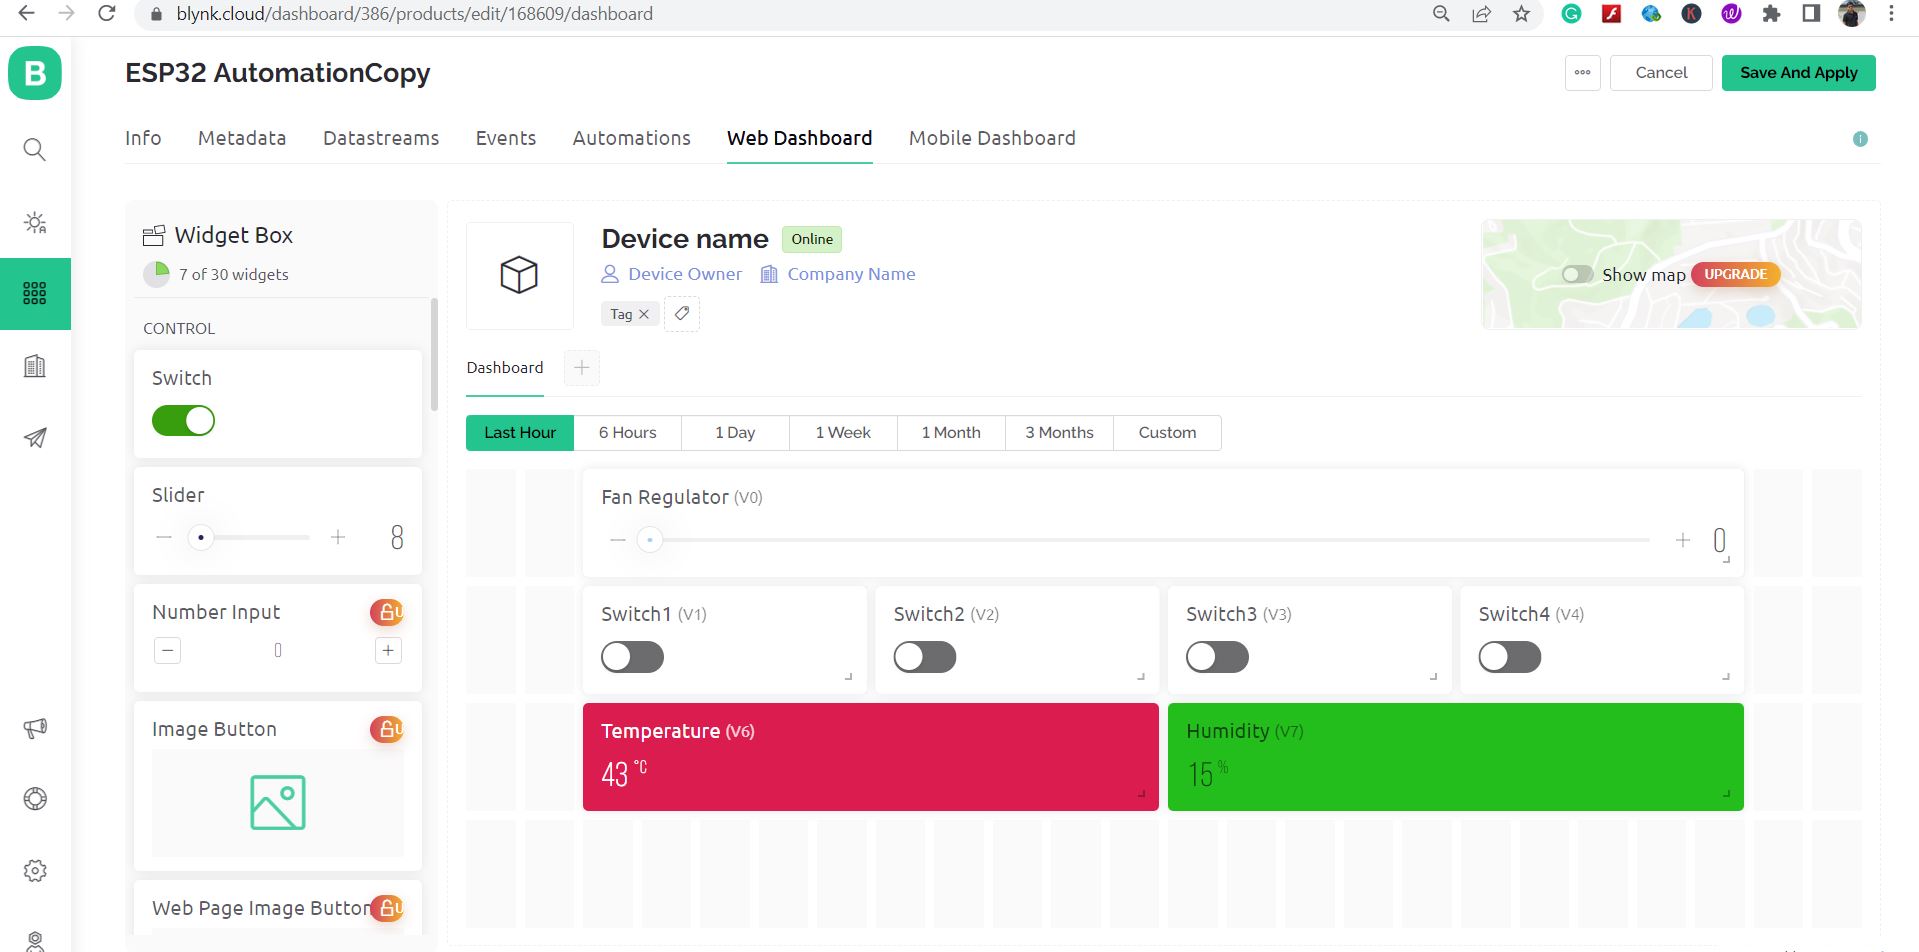 blynk.cloud/dashboard/386/products/edit/168609/dashboard
B
ESP32 AutomationCopy
Cancel
Save And Apply
Info
Metadata
Datastreams
Events
Automations
Web Dashboard
Mobile Dashboard
Widget Box
7 of 30 widgets
CONTROL
Switch
Slider
8
Number Input
U
0
Image Button
U
Web Page Image Button
U
Device name
Online
Device Owner
Company Name
Tag
Show map
UPGRADE
Dashboard
Last Hour
6 Hours
1 Day
1 Week
1 Month
3 Months
Custom
Fan Regulator (V0)
0
Switch1 (V1)
Switch2 (V2)
Switch3 (V3)
Switch4 (V4)
Temperature (V6)
43 °C
Humidity (V7)
15 %